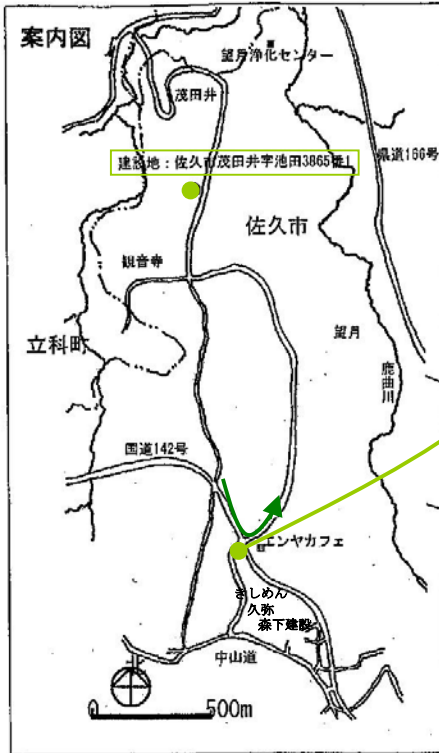 案内図
望月浄化センター
茂田井
建設地：佐久市茂田井字池田3865番1
県道166号
佐久市
観音寺
望月
立科町
鹿曲川
国道142号
エンヤカフェ
きしめん
久弥
森下建設
中山道
500m